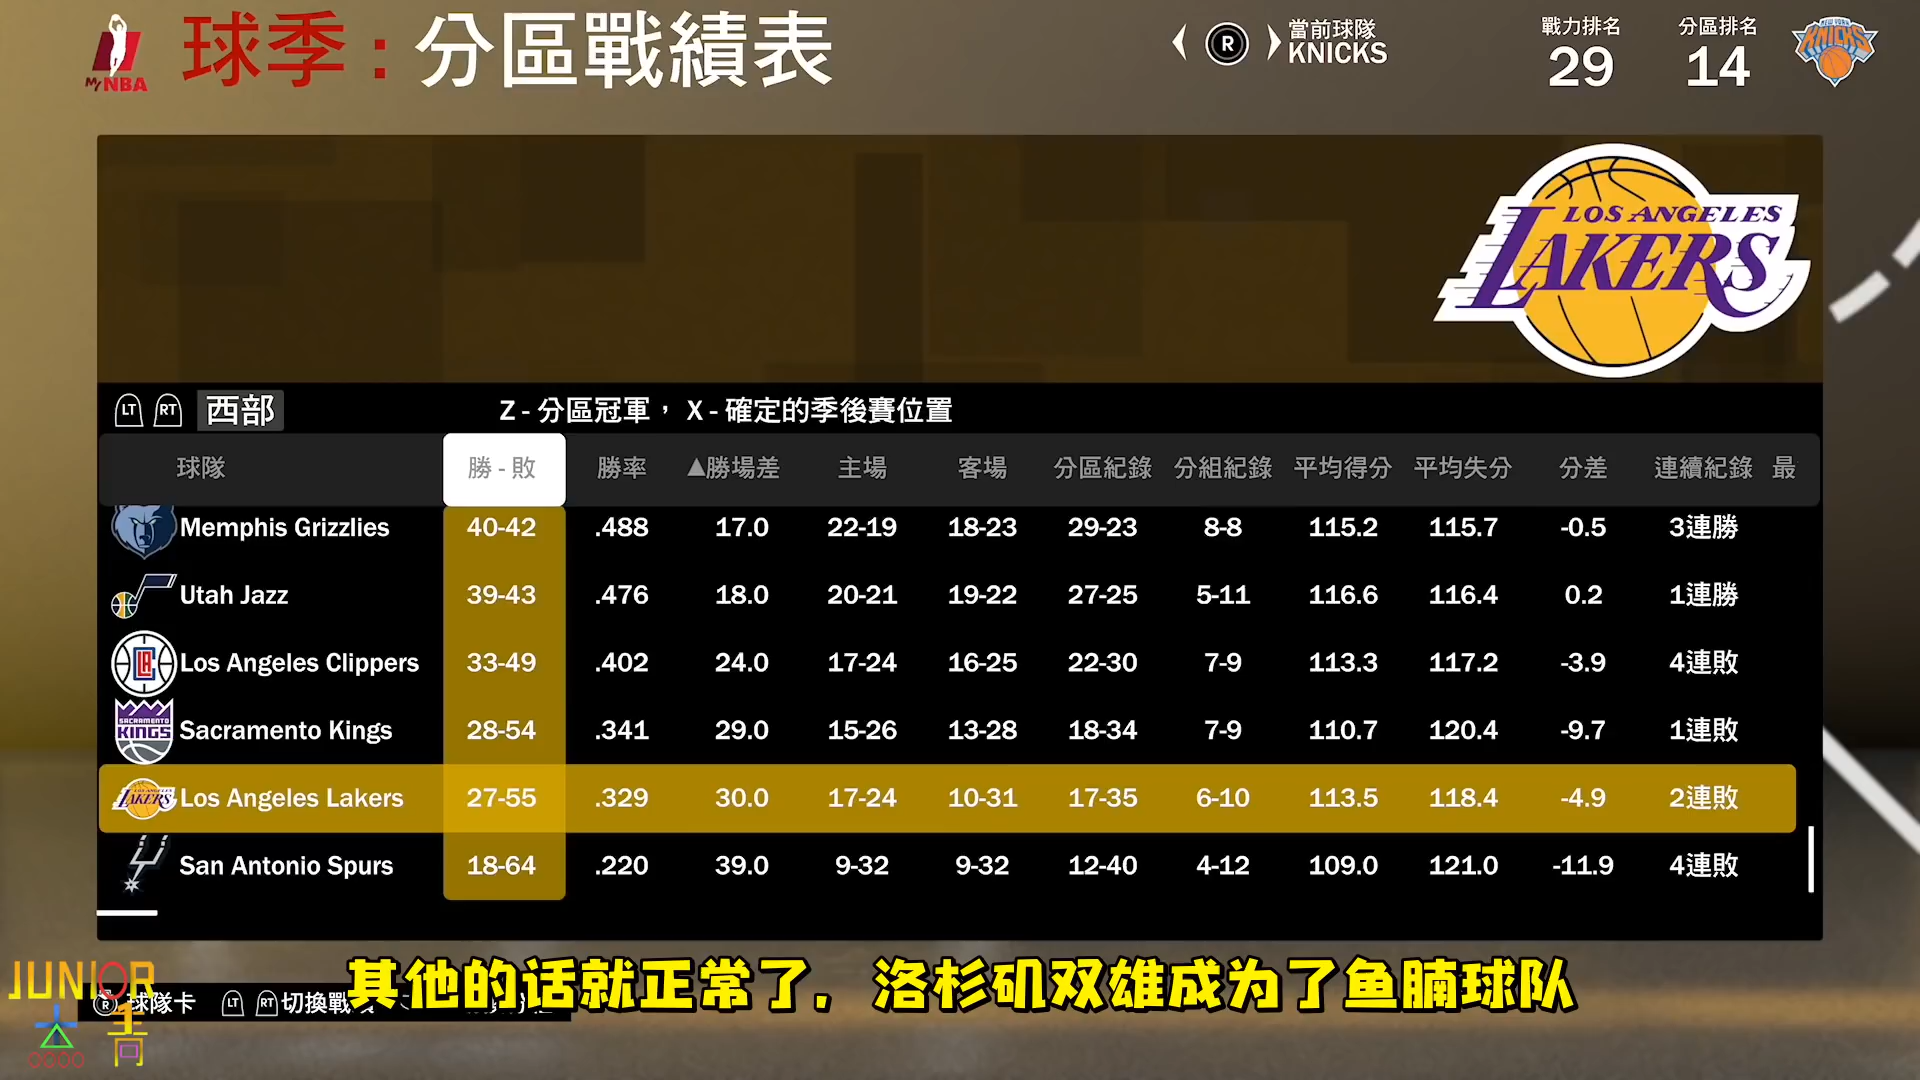 My NBA
球季：分區戰績表
R
當前球隊
KNICKS
戰力排名
29
分區排名
14
NEW YORK
KNICKS
LOS ANGELES
LAKERS
LT RT 西部
Z - 分區冠軍， X - 確定的季後賽位置
球隊 勝 - 敗 勝率 ▲勝場差 主場 客場 分區紀錄 分組紀錄 平均得分 平均失分 分差 連續紀錄 最
Memphis Grizzlies 40-42 .488 17.0 22-19 18-23 29-23 8-8 115.2 115.7 -0.5 3連勝
Utah Jazz 39-43 .476 18.0 20-21 19-22 27-25 5-11 116.6 116.4 0.2 1連勝
Los Angeles Clippers 33-49 .402 24.0 17-24 16-25 22-30 7-9 113.3 117.2 -3.9 4連敗
SACRAMENTO KINGS Sacramento Kings 28-54 .341 29.0 15-26 13-28 18-34 7-9 110.7 120.4 -9.7 1連敗
LAKERS Los Angeles Lakers 27-55 .329 30.0 17-24 10-31 17-35 6-10 113.5 118.4 -4.9 2連敗
San Antonio Spurs 18-64 .220 39.0 9-32 9-32 12-40 4-12 109.0 121.0 -11.9 4連敗
其他的话就正常了，洛杉矶双雄成为了鱼腩球队
JUNIOR
R 球隊卡 LT RT 切換戰